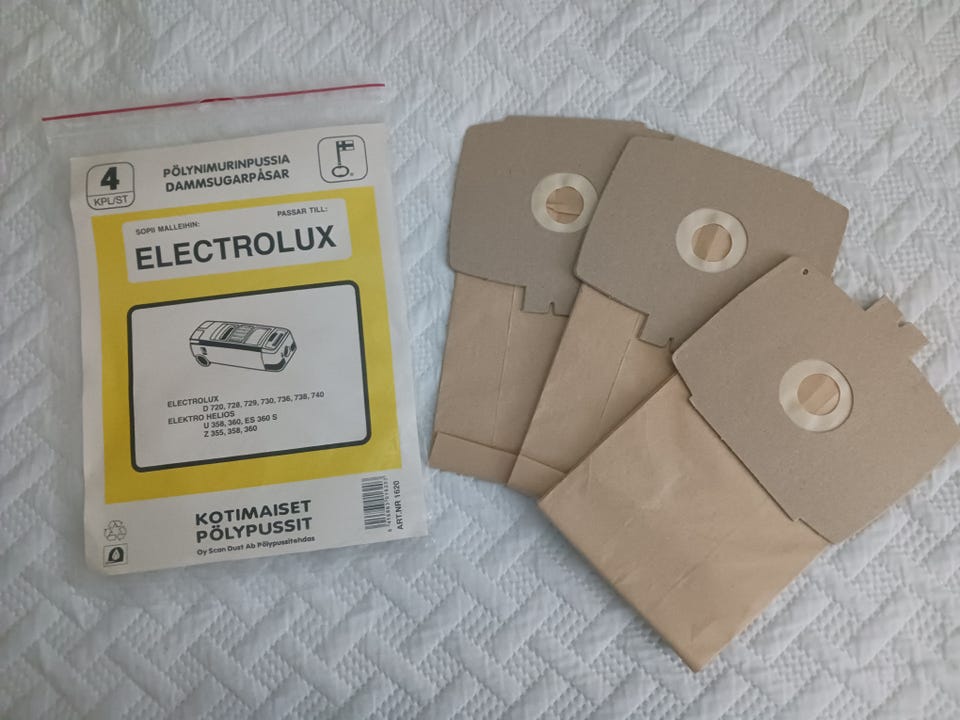 4
KPL/ST
PÖLYNIMURINPUSSIA
DAMMSUGARPÅSAR
SOPII MALLEIHIN:
PASSAR TILL:
ELECTROLUX
ELECTROLUX
D 720, 728, 729, 730, 736, 738, 740
ELEKTRO HELIOS
U 358, 360, ES 360 S
Z 355, 358, 360
KOTIMAISET
PÖLYPUSSIT
Oy Scan Dust Ab Pölypussitehdas
ART.NR 1620